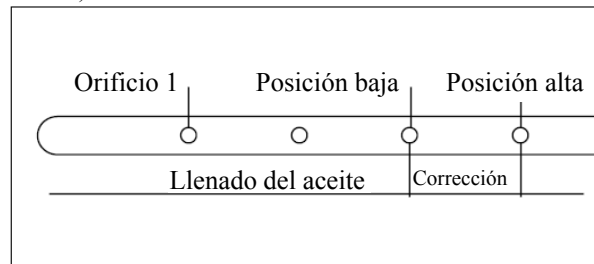 Orificio 1 Posición baja Posición alta
Llenado del aceite Corrección